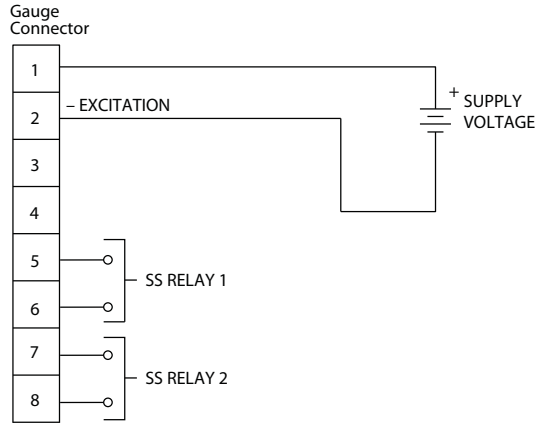 Gauge
Connector
1
– EXCITATION
+
SUPPLY
VOLTAGE
2
3
4
5
SS RELAY 1
6
7
SS RELAY 2
8